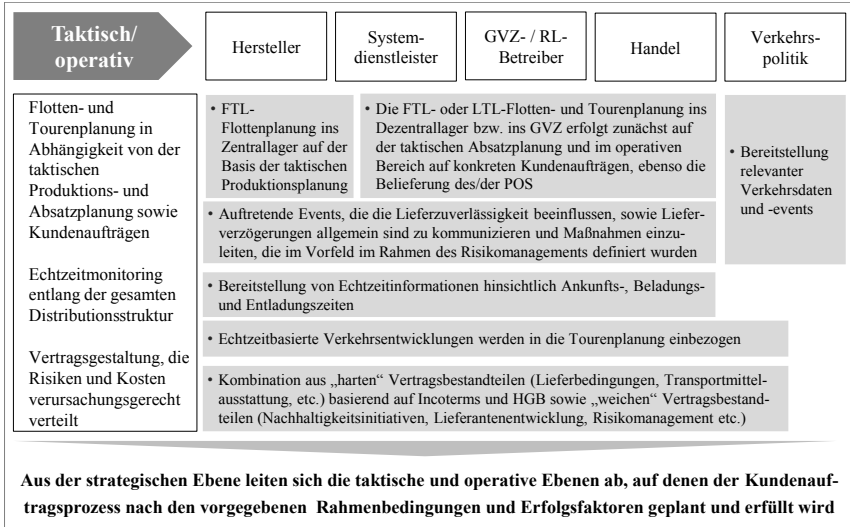 Taktisch/
operativ
Hersteller
System-
dienstleister
GVZ- / RL-
Betreiber
Handel
Verkehrs-
politik
Flotten- und
Tourenplanung in
Abhängigkeit von der
taktischen
Produktions- und
Absatzplanung sowie
Kundenaufträgen
Echtzeitmonitoring
entlang der gesamten
Distributionsstruktur
Vertragsgestaltung, die
Risiken und Kosten
verursachungsgerecht
verteilt
• FTL-
Flottenplanung ins
Zentrallager auf der
Basis der taktischen
Produktionsplanung
• Die FTL- oder LTL-Flotten- und Tourenplanung ins
Dezentrallager bzw. ins GVZ erfolgt zunächst auf
der taktischen Absatzplanung und im operativen
Bereich auf konkreten Kundenaufträgen, ebenso die
Belieferung des/der POS
• Bereitstellung
relevanter
Verkehrsdaten
und -events
• Auftretende Events, die die Lieferzuverlässigkeit beeinflussen, sowie Liefer-
verzögerungen allgemein sind zu kommunizieren und Maßnahmen einzu-
leiten, die im Vorfeld im Rahmen des Risikomanagements definiert wurden
• Bereitstellung von Echtzeitinformationen hinsichtlich Ankunfts-, Beladungs-
und Entladungszeiten
• Echtzeitbasierte Verkehrsentwicklungen werden in die Tourenplanung einbezogen
• Kombination aus „harten“ Vertragsbestandteilen (Lieferbedingungen, Transportmittel-
ausstattung, etc.) basierend auf Incoterms und HGB sowie „weichen“ Vertragsbestand-
teilen (Nachhaltigkeitsinitiativen, Lieferantenentwicklung, Risikomanagement etc.)
Aus der strategischen Ebene leiten sich die taktische und operative Ebenen ab, auf denen der Kundenauf-
tragsprozess nach den vorgegebenen Rahmenbedingungen und Erfolgsfaktoren geplant und erfüllt wird